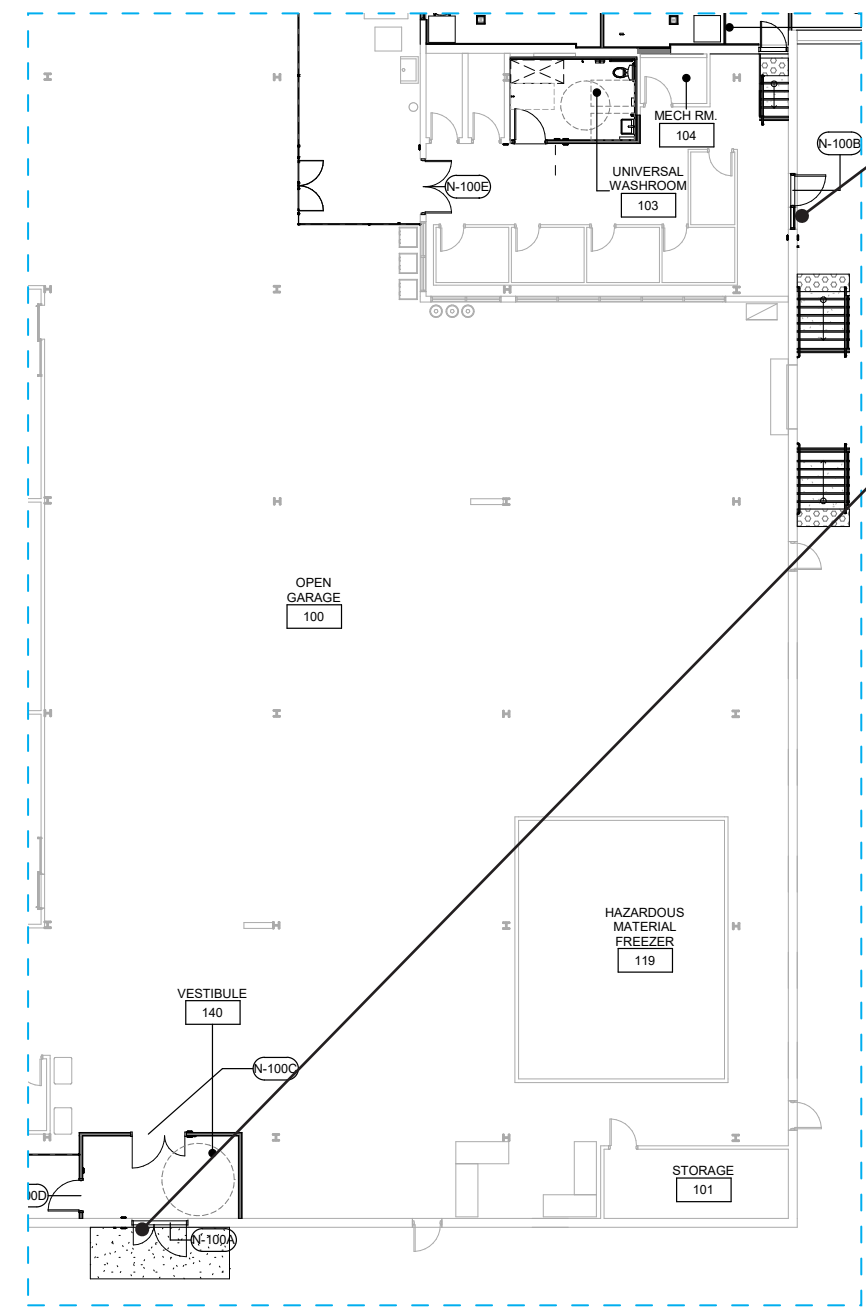 MECH RM.
104
N-100B
UNIVERSAL
WASHROOM
103
N-100E
OPEN
GARAGE
100
HAZARDOUS
MATERIAL
FREEZER
119
VESTIBULE
140
N-100C
STORAGE
101
0D
N-100A